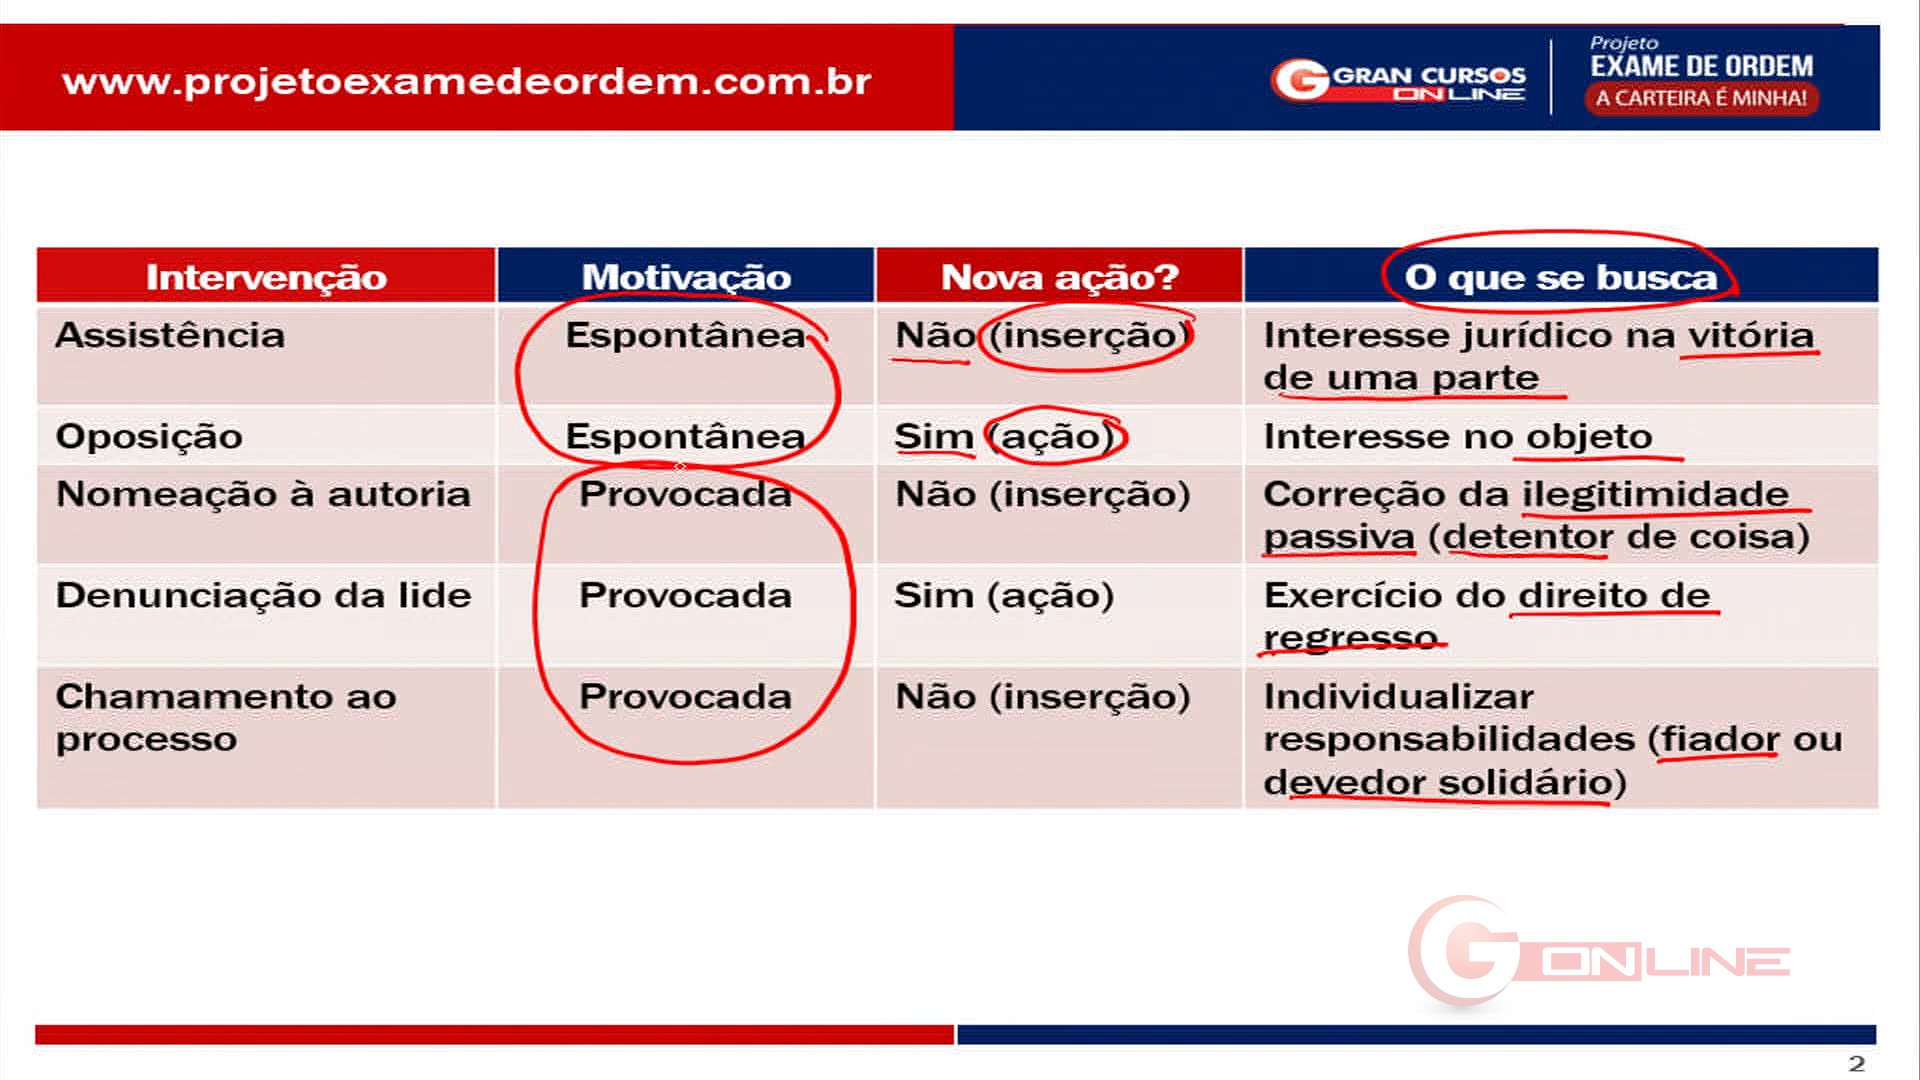 www.projetoexamedeordem.com.br
GRAN CURSOS
ONLINE
Projeto
EXAME DE ORDEM
A CARTEIRA É MINHA!
Intervenção Motivação Nova ação? O que se busca
Assistência Espontânea Não (inserção) Interesse jurídico na vitória
de uma parte
Oposição Espontânea Sim (ação) Interesse no objeto
Nomeação à autoria Provocada Não (inserção) Correção da ilegitimidade
passiva (detentor de coisa)
Denunciação da lide Provocada Sim (ação) Exercício do direito de
regresso
Chamamento ao Provocada Não (inserção) Individualizar
processo responsabilidades (fiador ou
devedor solidário)
G ONLINE
2